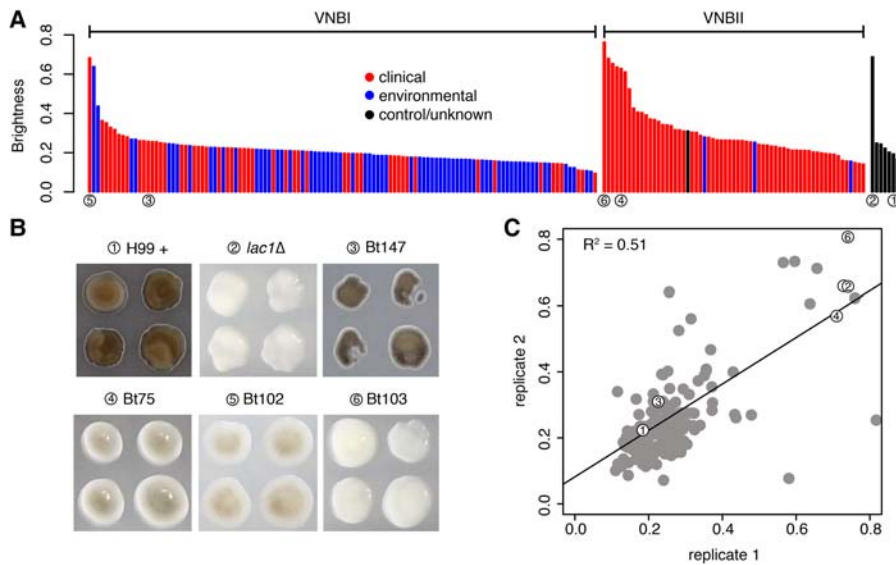 A
VNBI
VNBII
Brightness
0.8
0.6
0.4
0.2
0.0
clinical
environmental
control/unknown
⑤ ③ ⑥ ④ ② ①
B
① H99 +
② lac1Δ
③ Bt147
④ Bt75
⑤ Bt102
⑥ Bt103
C
R² = 0.51
replicate 2
0.8
0.6
0.4
0.2
0.0
⑥
②
④
③
①
0.0 0.2 0.4 0.6 0.8
replicate 1